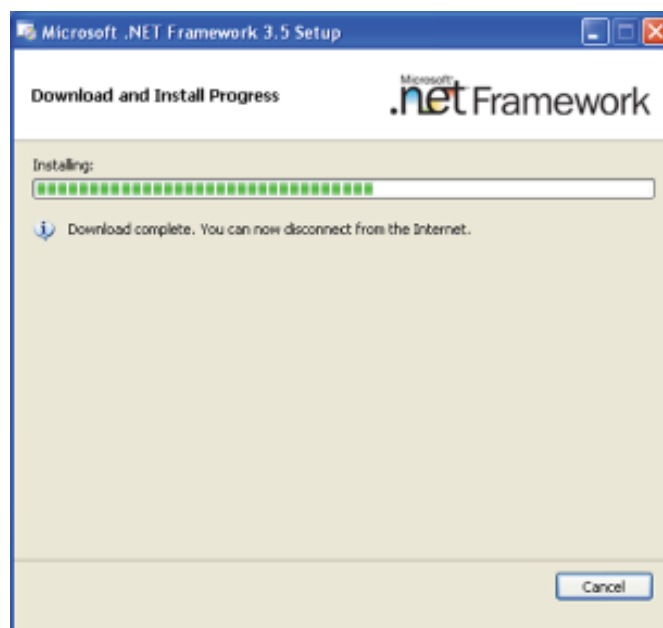 Microsoft .NET Framework 3.5 Setup
Download and Install Progress
Microsoft
.net Framework
Installing:
Download complete. You can now disconnect from the Internet.
Cancel